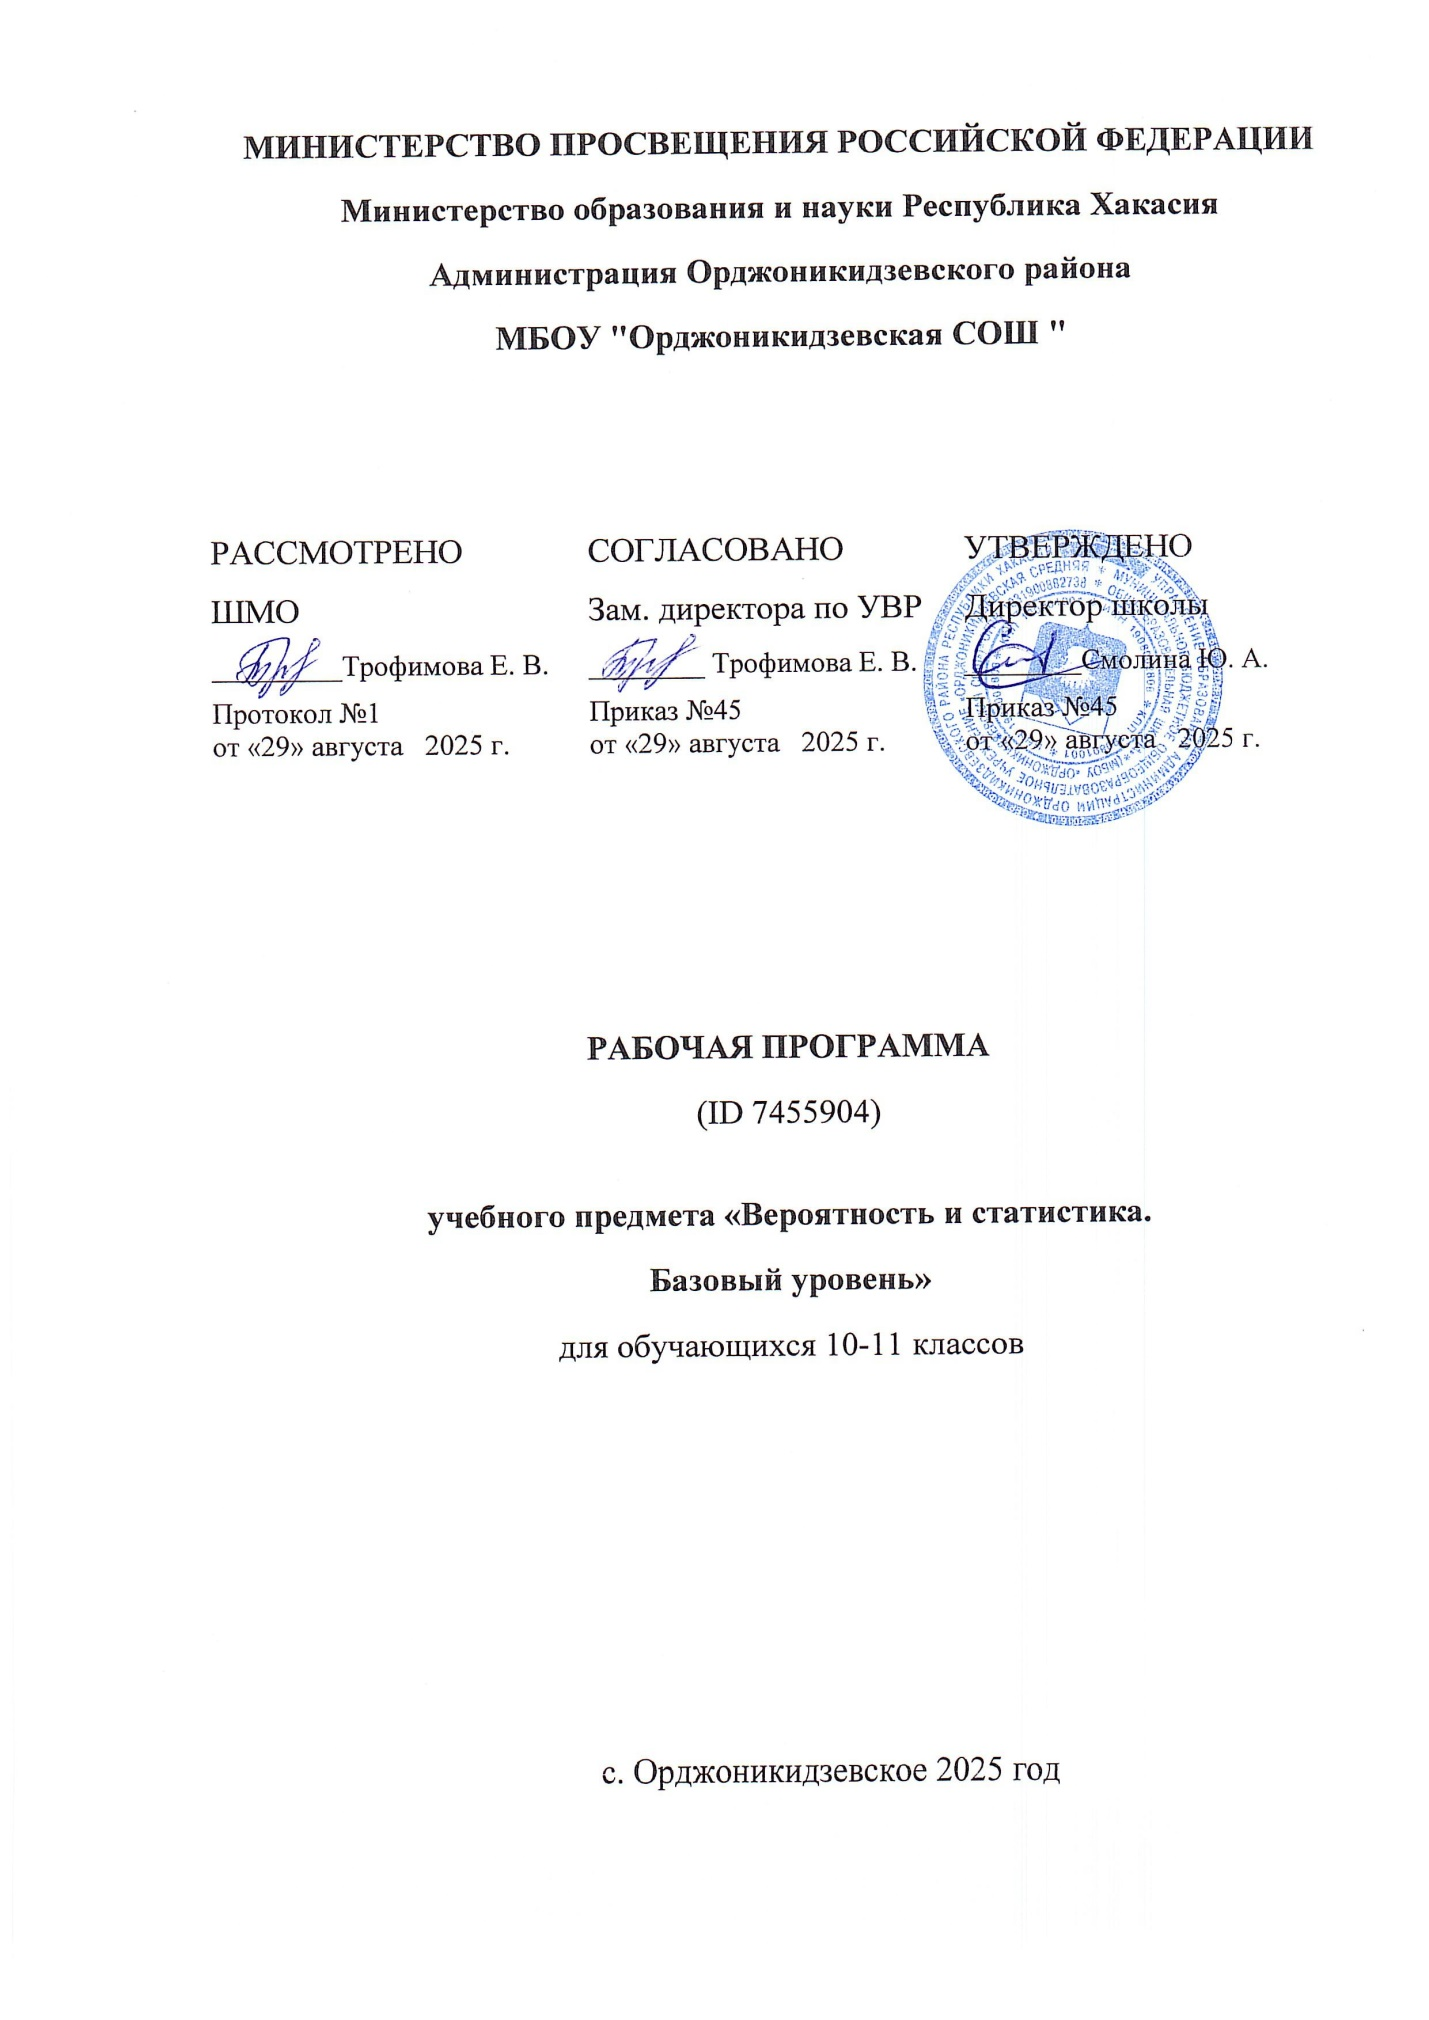 МИНИСТЕРСТВО ПРОСВЕЩЕНИЯ РОССИЙСКОЙ ФЕДЕРАЦИИ
Министерство образования и науки Республика Хакасия
Администрация Орджоникидзевского района
МБОУ "Орджоникидзевская СОШ "
РАССМОТРЕНО
ШМО
Трофимова Е. В.
Протокол №1
от «29» августа 2025 г.
СОГЛАСОВАНО
Зам. директора по УВР
Трофимова Е. В.
Приказ №45
от «29» августа 2025 г.
УТВЕРЖДЕНО
Директор школы
Смолина Ю. А.
Приказ №45
от «29» августа 2025 г.
РАБОЧАЯ ПРОГРАММА
(ID 7455904)
учебного предмета «Вероятность и статистика.
Базовый уровень»
для обучающихся 10-11 классов
с. Орджоникидзевское 2025 год